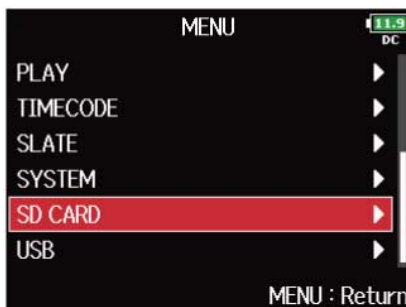 MENU
11.9
DC
PLAY
TIMECODE
SLATE
SYSTEM
SD CARD
USB
MENU : Return